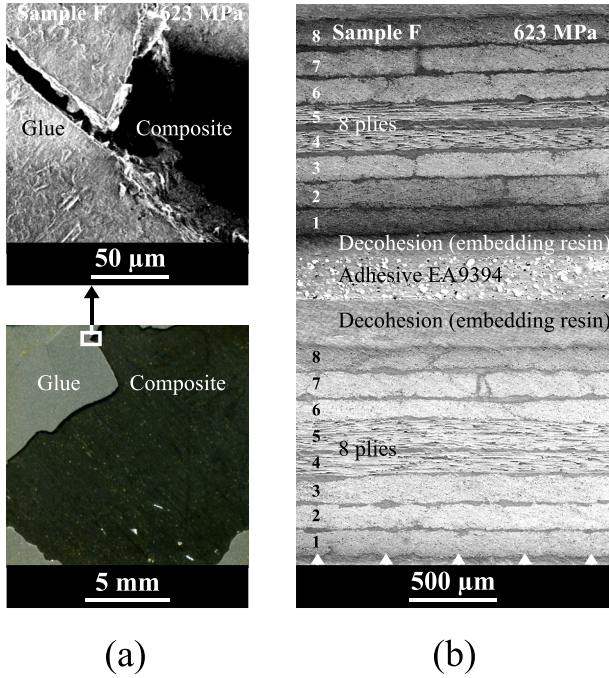 Sample F 623 MPa
Glue Composite
50 µm
Glue Composite
5 mm
(a)
8 Sample F 623 MPa
7
6
5
8 plies
4
3
2
1
Decohesion (embedding resin)
Adhesive EA9394
Decohesion (embedding resin)
8
7
6
5
8 plies
4
3
2
1
500 µm
(b)